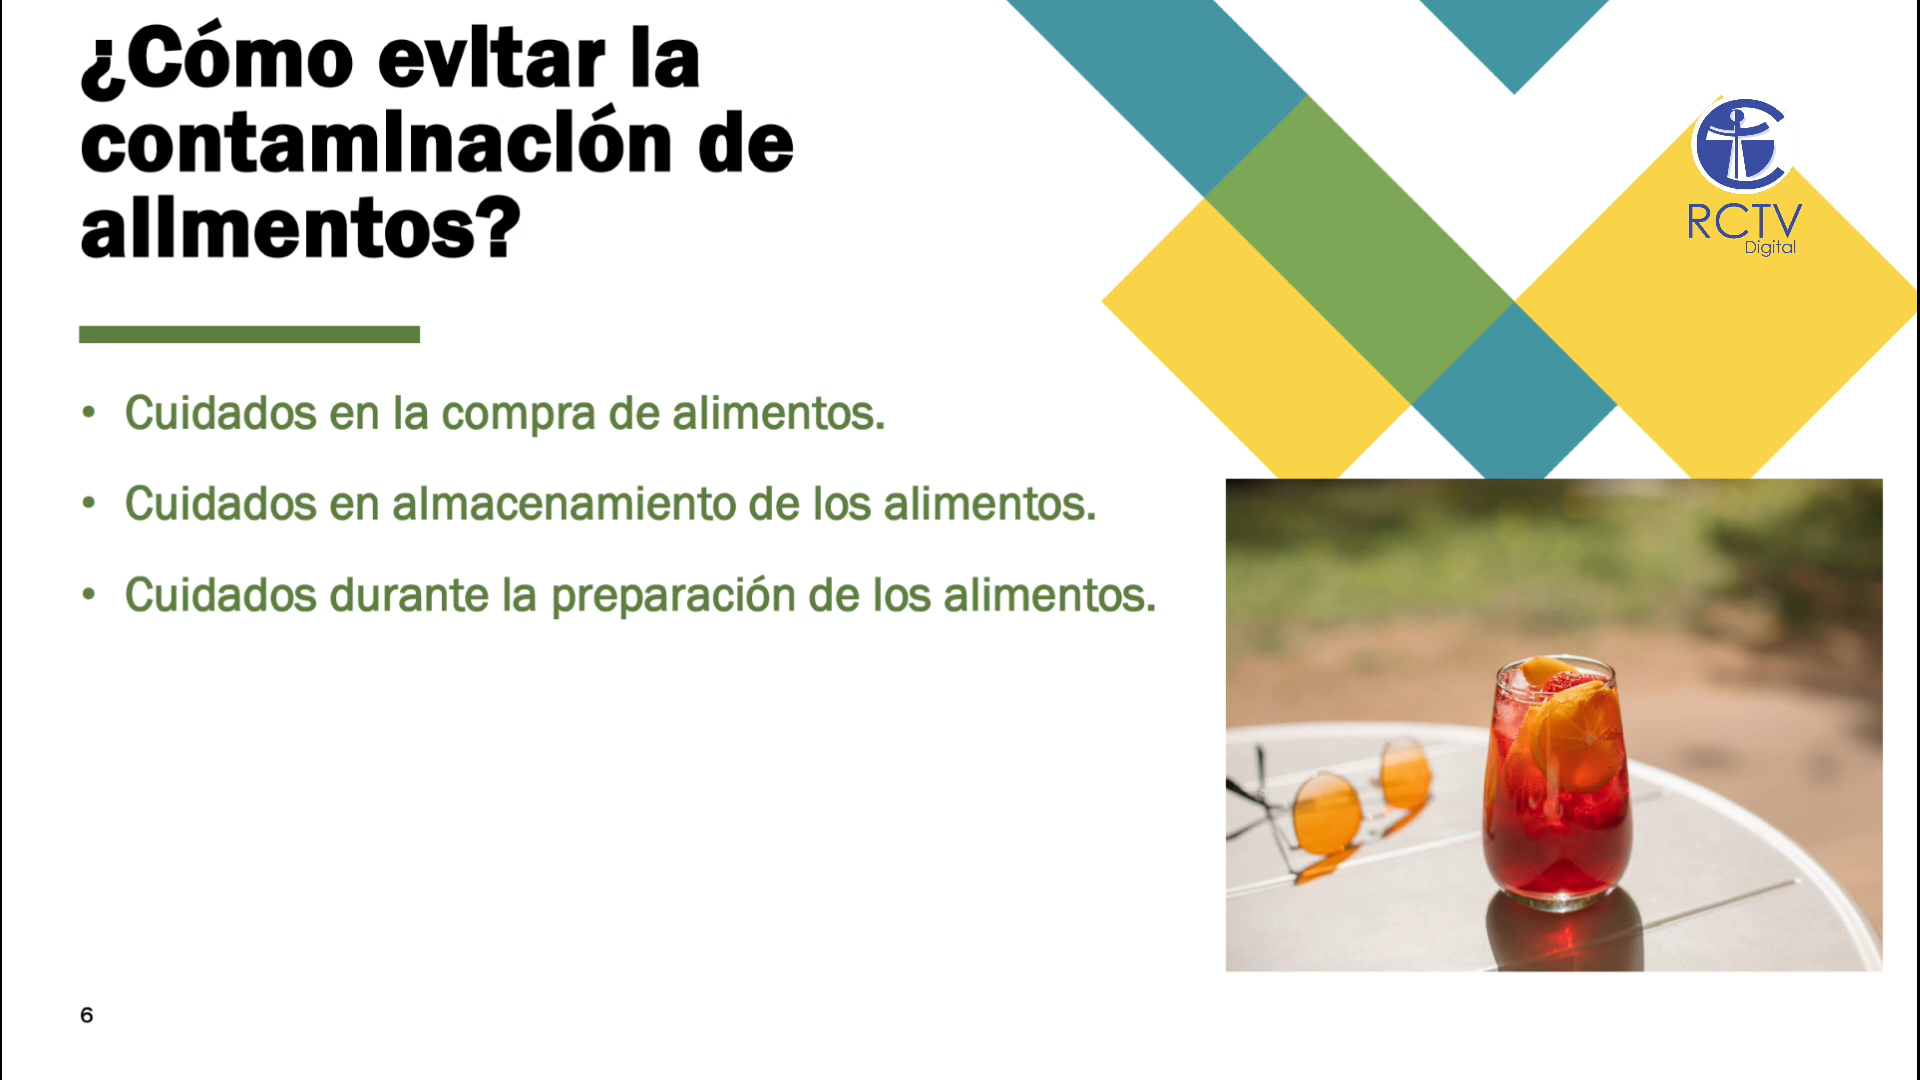 ¿Cómo evitar la
contaminación de
alimentos?
RCTV
Digital
• Cuidados en la compra de alimentos.
• Cuidados en almacenamiento de los alimentos.
• Cuidados durante la preparación de los alimentos.
6